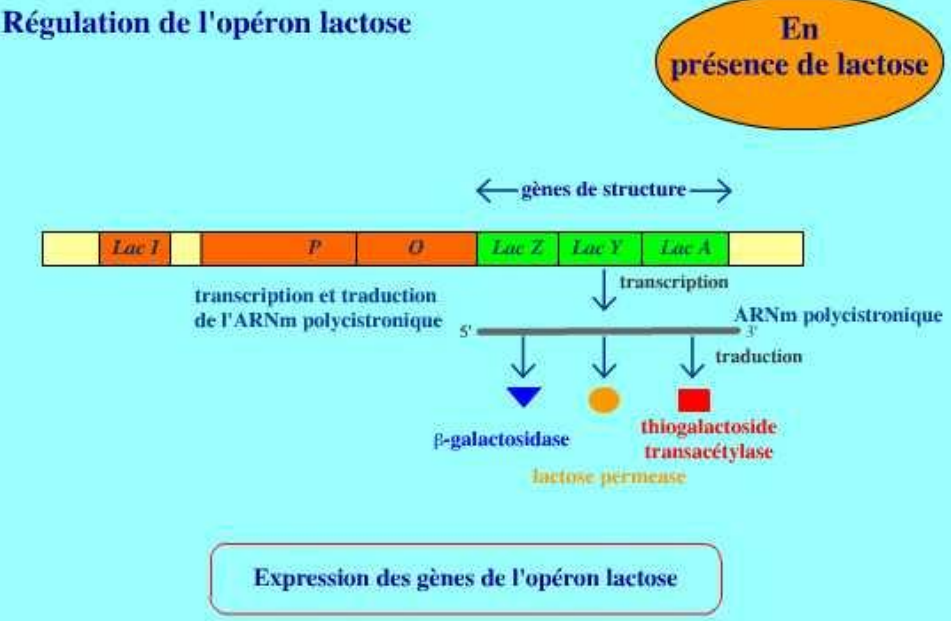 Régulation de l'opéron lactose
En
présence de lactose
gènes de structure
Lac I
P
O
Lac Z
Lac Y
Lac A
transcription
transcription et traduction
de l'ARNm polycistronique
5'
3'
ARNm polycistronique
traduction
β-galactosidase
lactose perméase
thiogalactoside
transacétylase
Expression des gènes de l'opéron lactose